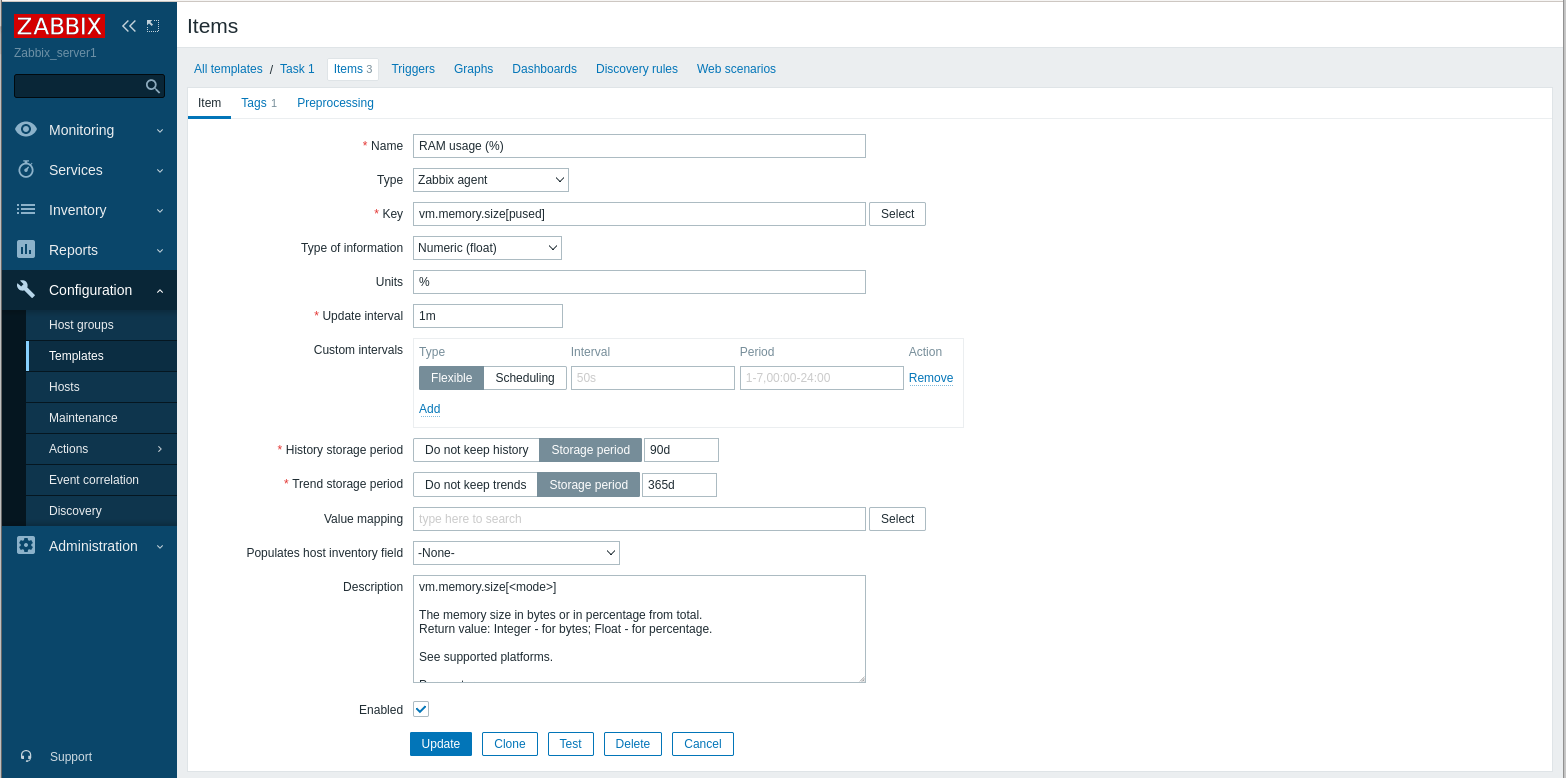 ZABBIX
Zabbix_server1
Monitoring
Services
Inventory
Reports
Configuration
Host groups
Templates
Hosts
Maintenance
Actions
Event correlation
Discovery
Administration
Support
Items
All templates / Task 1 Items 3 Triggers Graphs Dashboards Discovery rules Web scenarios
Item Tags 1 Preprocessing
* Name RAM usage (%)
Type Zabbix agent
* Key vm.memory.size[pused] Select
Type of information Numeric (float)
Units %
* Update interval 1m
Custom intervals Type Interval Period Action
Flexible Scheduling 50s 1-7,00:00-24:00 Remove
Add
* History storage period Do not keep history Storage period 90d
* Trend storage period Do not keep trends Storage period 365d
Value mapping type here to search Select
Populates host inventory field -None-
Description vm.memory.size[<mode>]
The memory size in bytes or in percentage from total.
Return value: Integer - for bytes; Float - for percentage.
See supported platforms.
Enabled
Update Clone Test Delete Cancel